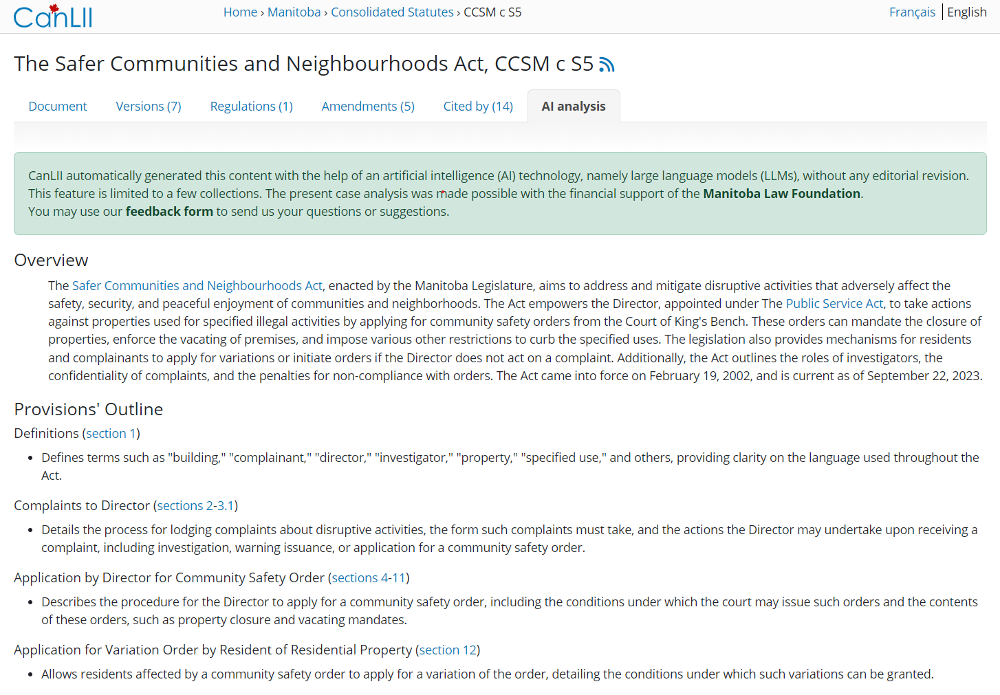 CanLII
Home › Manitoba › Consolidated Statutes › CCSM c S5
Français | English
The Safer Communities and Neighbourhoods Act, CCSM c S5
Document Versions (7) Regulations (1) Amendments (5) Cited by (14) AI analysis
CanLII automatically generated this content with the help of an artificial intelligence (AI) technology, namely large language models (LLMs), without any editorial revision.
This feature is limited to a few collections. The present case analysis was made possible with the financial support of the Manitoba Law Foundation.
You may use our feedback form to send us your questions or suggestions.
Overview
The Safer Communities and Neighbourhoods Act, enacted by the Manitoba Legislature, aims to address and mitigate disruptive activities that adversely affect the
safety, security, and peaceful enjoyment of communities and neighborhoods. The Act empowers the Director, appointed under The Public Service Act, to take actions
against properties used for specified illegal activities by applying for community safety orders from the Court of King's Bench. These orders can mandate the closure of
properties, enforce the vacating of premises, and impose various other restrictions to curb the specified uses. The legislation also provides mechanisms for residents
and complainants to apply for variations or initiate orders if the Director does not act on a complaint. Additionally, the Act outlines the roles of investigators, the
confidentiality of complaints, and the penalties for non-compliance with orders. The Act came into force on February 19, 2002, and is current as of September 22, 2023.
Provisions' Outline
Definitions (section 1)
• Defines terms such as "building," "complainant," "director," "investigator," "property," "specified use," and others, providing clarity on the language used throughout the
Act.
Complaints to Director (sections 2-3.1)
• Details the process for lodging complaints about disruptive activities, the form such complaints must take, and the actions the Director may undertake upon receiving a
complaint, including investigation, warning issuance, or application for a community safety order.
Application by Director for Community Safety Order (sections 4-11)
• Describes the procedure for the Director to apply for a community safety order, including the conditions under which the court may issue such orders and the contents
of these orders, such as property closure and vacating mandates.
Application for Variation Order by Resident of Residential Property (section 12)
• Allows residents affected by a community safety order to apply for a variation of the order, detailing the conditions under which such variations can be granted.